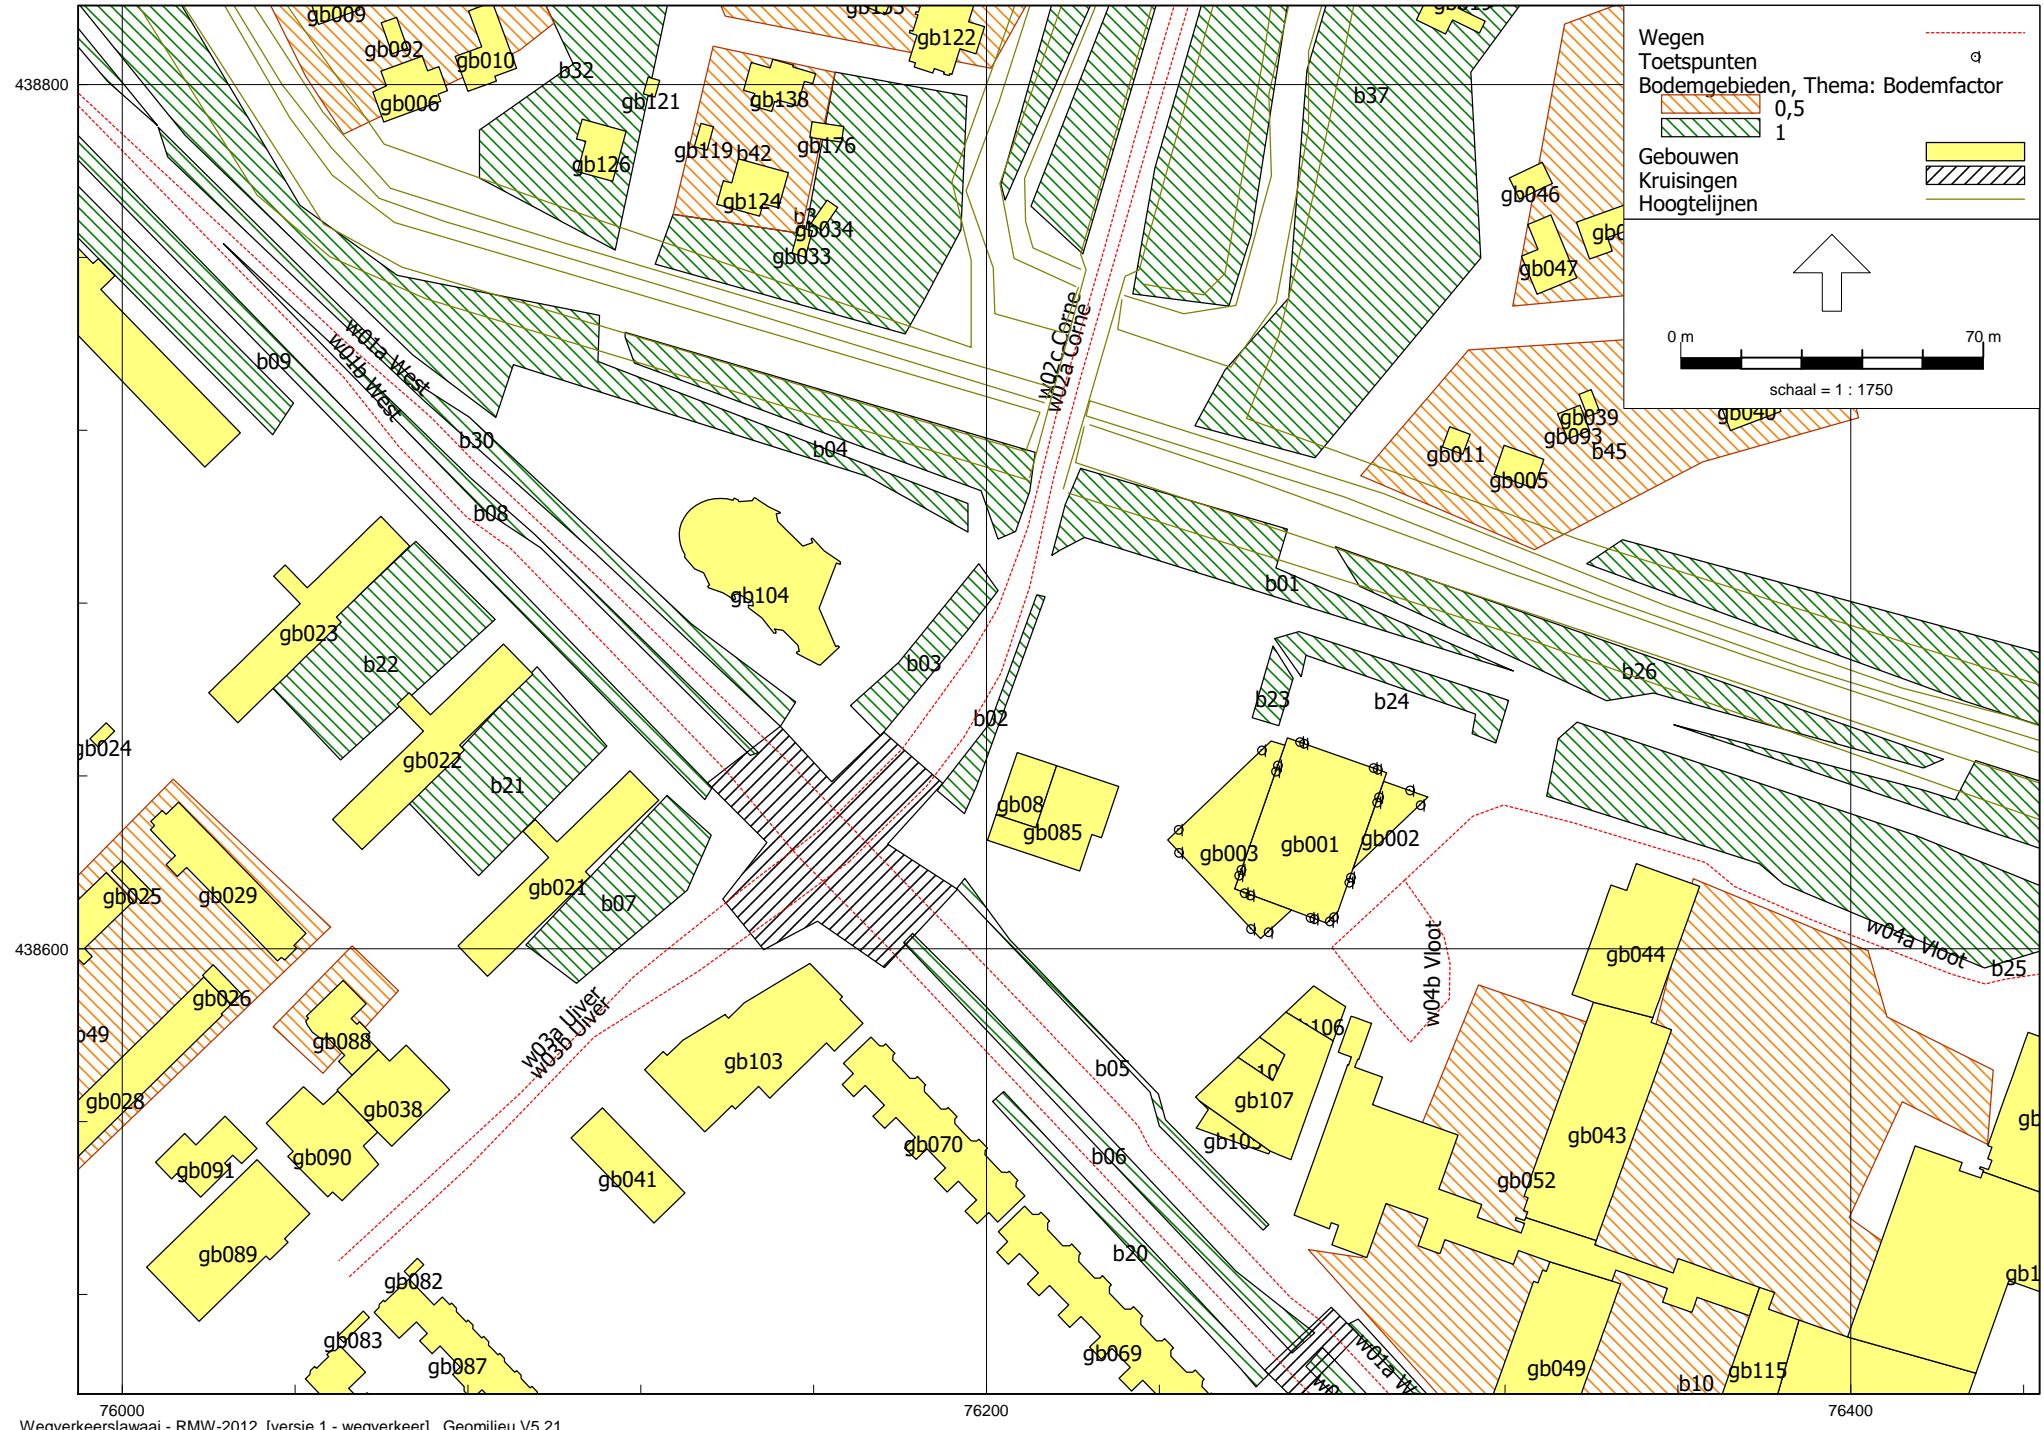 gb009
gb092
gb010
gb006
b32
gb121
gb126
gb138
gb119
b42
gb176
gb124
gb034
gb033
gb122
b37
Wegen
Toetspunten
Bodemgebieden, Thema: Bodemfactor
0,5
1
Gebouwen
Kruisingen
Hoogtelijnen
0 m
70 m
schaal = 1 : 1750
438800
gb046
gb047
w02c Corne
w02a Corne
w01a West
w01b West
b09
b30
b04
b08
gb039
gb093
gb040
b45
gb011
gb005
gb104
b01
gb023
b22
b03
b02
b26
b23
b24
gb024
gb022
b21
gb08
gb085
gb001
gb002
gb003
gb021
b07
gb025
gb029
gb044
w04a Vloot
w04b Vloot
b25
438600
gb026
b49
gb088
w03a Uiver
w03b Uiver
gb103
b05
gb107
gb028
gb038
gb070
b06
gb043
gb091
gb090
gb041
gb052
gb089
b20
gb082
gb083
gb087
gb069
w01a W
gb049
b10
gb115
76000
76200
76400
Wegverkeerslawaai - RMW-2012, [versie 1 - wegverkeer] , Geomilieu V5.21